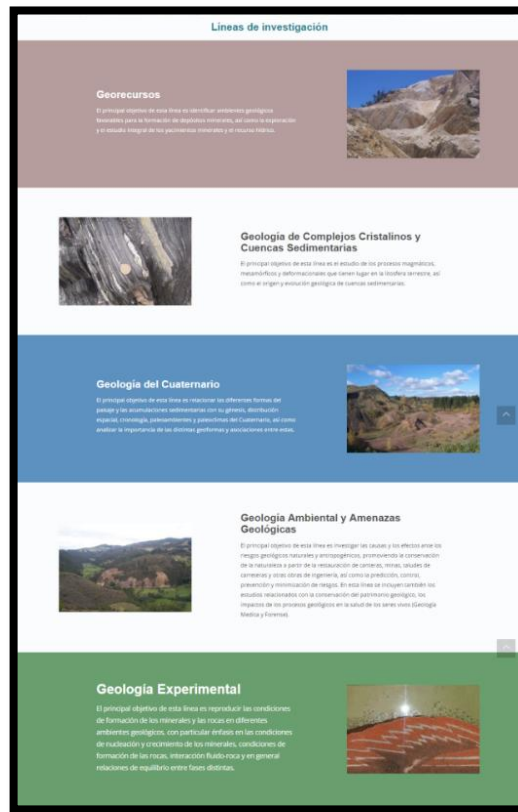 Líneas de investigación
Georecursos
El principal objetivo de esta línea es identificar ambientes geológicos
favorables para la formación de depósitos minerales, así como la exploración
y el estudio integral de los yacimientos minerales y el recurso hídrico.
Geología de Complejos Cristalinos y
Cuencas Sedimentarias
El principal objetivo de esta línea es el estudio de los procesos magmáticos,
metamórficos y deformacionales que tienen lugar en la litosfera terrestre, así
como el origen y evolución geológica de cuencas sedimentarias.
Geología del Cuaternario
El principal objetivo de esta línea es relacionar las diferentes formas del
paisaje y las acumulaciones sedimentarias con su génesis, distribución
espacial, cronología, paleoambientes y paleoclimas del Cuaternario, así como
analizar la importancia de las distintas geoformas y asociaciones entre estas.
Geología Ambiental y Amenazas
Geológicas
El principal objetivo de esta línea es investigar las causas y los efectos ante los
riesgos geológicos naturales y antropogénicos, promoviendo la conservación
de la naturaleza a partir de la restauración de canteras, minas, taludes de
carreteras y otras obras de ingeniería, así como la predicción, control,
prevención y minimización de riesgos. En esta línea se incluyen también los
estudios relacionados con la conservación del patrimonio geológico, los
impactos de los procesos geológicos en la salud de los seres vivos (Geología
Médica y Forense).
Geología Experimental
El principal objetivo de esta línea es reproducir las condiciones
de formación de los minerales y las rocas en diferentes
ambientes geológicos, con particular énfasis en las condiciones
de nucleación y crecimiento de los minerales, condiciones de
formación de las rocas, interacción fluido-roca y en general
relaciones de equilibrio entre fases distintas.